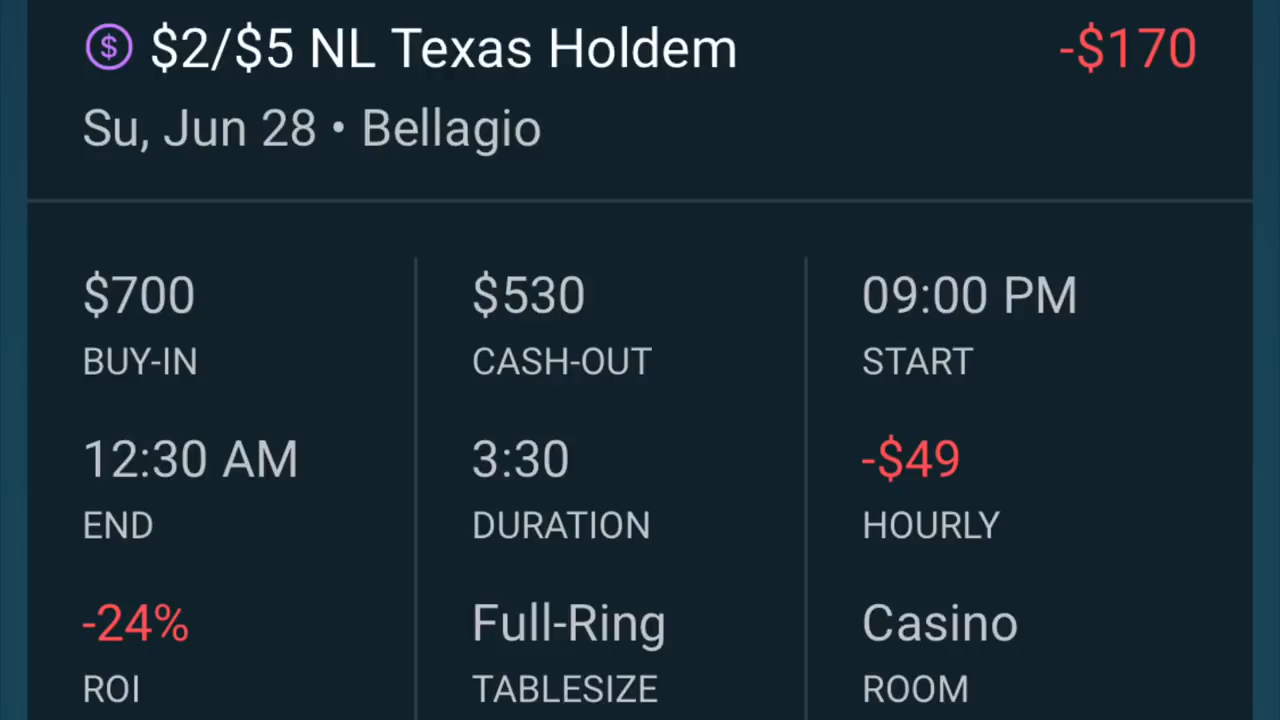 $2/$5 NL Texas Holdem -$170
Su, Jun 28 • Bellagio
$700 $530 09:00 PM
BUY-IN CASH-OUT START
12:30 AM 3:30 -$49
END DURATION HOURLY
-24% Full-Ring Casino
ROI TABLESIZE ROOM